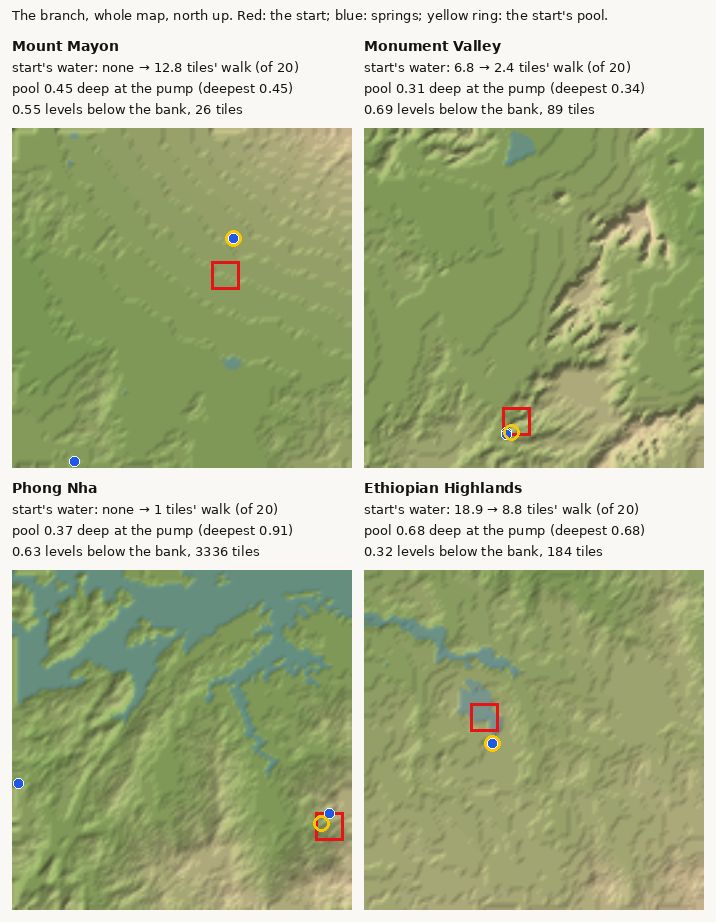 The branch, whole map, north up. Red: the start; blue: springs; yellow ring: the start's pool.
Mount Mayon
start's water: none → 12.8 tiles' walk (of 20)
pool 0.45 deep at the pump (deepest 0.45)
0.55 levels below the bank, 26 tiles
Monument Valley
start's water: 6.8 → 2.4 tiles' walk (of 20)
pool 0.31 deep at the pump (deepest 0.34)
0.69 levels below the bank, 89 tiles
Phong Nha
start's water: none → 1 tiles' walk (of 20)
pool 0.37 deep at the pump (deepest 0.91)
0.63 levels below the bank, 3336 tiles
Ethiopian Highlands
start's water: 18.9 → 8.8 tiles' walk (of 20)
pool 0.68 deep at the pump (deepest 0.68)
0.32 levels below the bank, 184 tiles